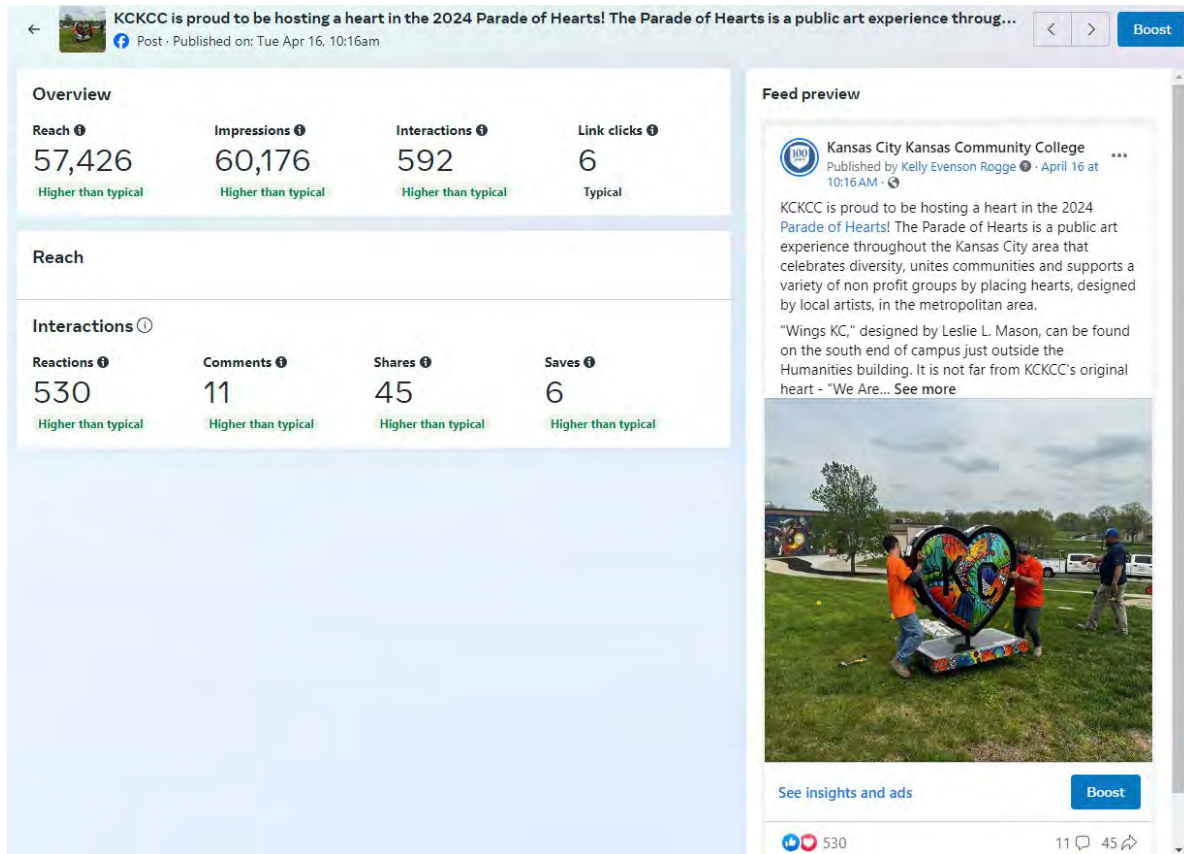 KCKCC is proud to be hosting a heart in the 2024 Parade of Hearts! The Parade of Hearts is a public art experience throug...
Post · Published on: Tue Apr 16, 10:16am
Boost
Overview
Reach Impressions Interactions Link clicks
57,426 60,176 592 6
Higher than typical Higher than typical Higher than typical Typical
Reach
Interactions
Reactions Comments Shares Saves
530 11 45 6
Higher than typical Higher than typical Higher than typical Higher than typical
Feed preview
100
Kansas City Kansas Community College
Published by Kelly Evenson Rogge · April 16 at
10:16 AM ·
KCKCC is proud to be hosting a heart in the 2024
Parade of Hearts! The Parade of Hearts is a public art
experience throughout the Kansas City area that
celebrates diversity, unites communities and supports a
variety of non profit groups by placing hearts, designed
by local artists, in the metropolitan area.
"Wings KC," designed by Leslie L. Mason, can be found
on the south end of campus just outside the
Humanities building. It is not far from KCKCC's original
heart - "We Are... See more
KC
See insights and ads
Boost
530 11 45